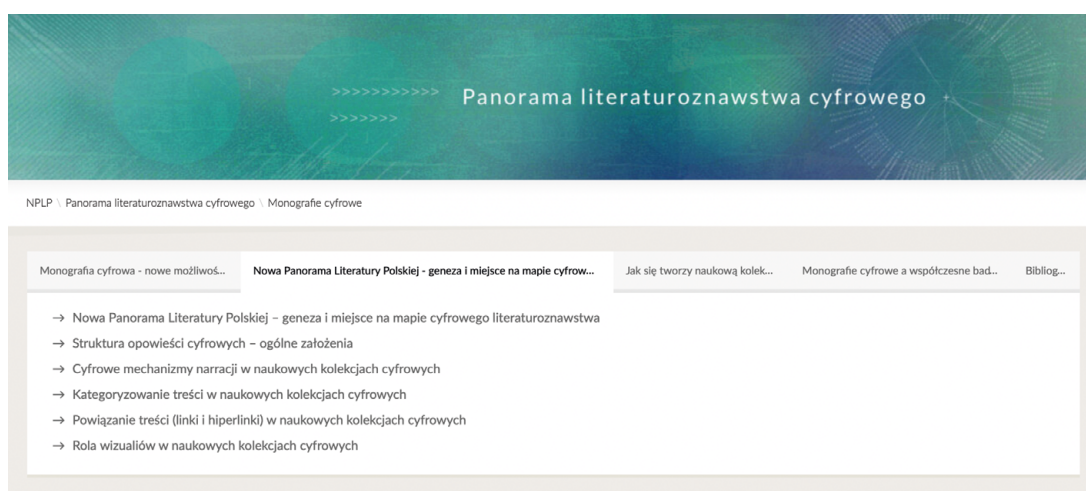 >>>>>>>>>>> Panorama literaturoznawstwa cyfrowego
>>>>>>>
NPLP \ Panorama literaturoznawstwa cyfrowego \ Monografie cyfrowe
Monografia cyfrowa - nowe możliwoś... Nowa Panorama Literatury Polskiej - geneza i miejsce na mapie cyfrow... Jak się tworzy naukową kolek... Monografie cyfrowe a współczesne bad... Bibliog...
→ Nowa Panorama Literatury Polskiej – geneza i miejsce na mapie cyfrowego literaturoznawstwa
→ Struktura opowieści cyfrowych – ogólne założenia
→ Cyfrowe mechanizmy narracji w naukowych kolekcjach cyfrowych
→ Kategoryzowanie treści w naukowych kolekcjach cyfrowych
→ Powiązanie treści (linki i hiperlinki) w naukowych kolekcjach cyfrowych
→ Rola wizualiów w naukowych kolekcjach cyfrowych